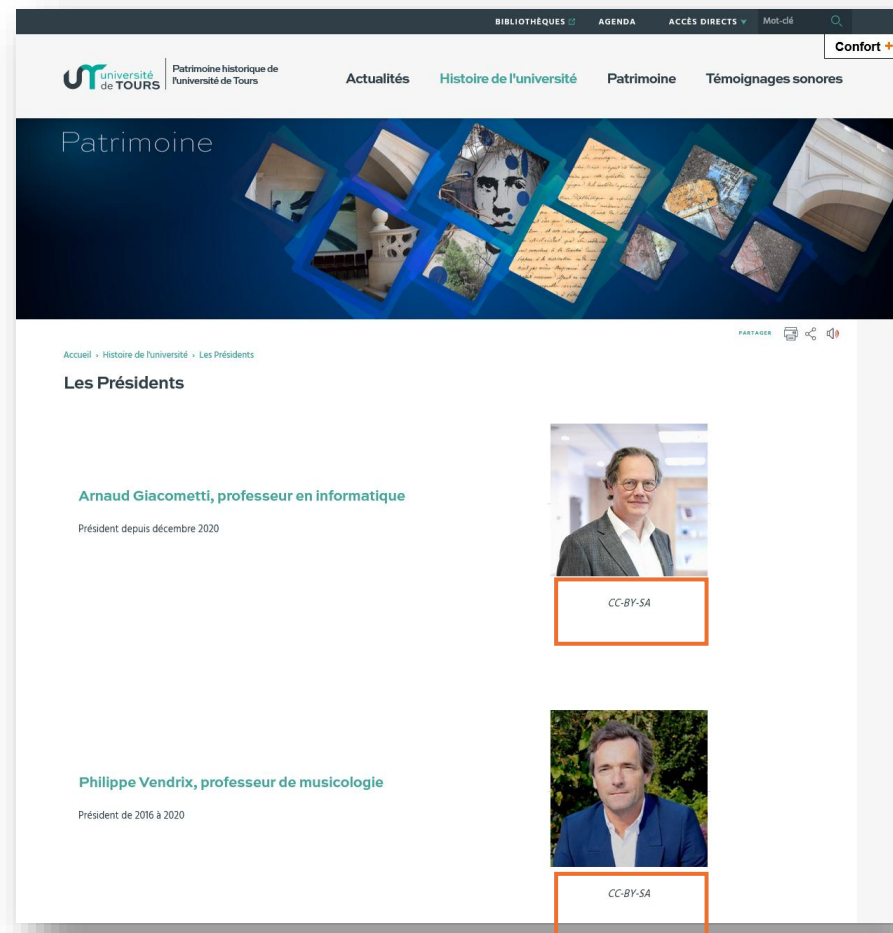 BIBLIOTHÈQUES
AGENDA
ACCÈS DIRECTS
Mot-clé
Confort +
université
de TOURS
Patrimoine historique de
l'université de Tours
Actualités
Histoire de l'université
Patrimoine
Témoignages sonores
Patrimoine
PARTAGER
Accueil › Histoire de l'université › Les Présidents
Les Présidents
Arnaud Giacometti, professeur en informatique
Président depuis décembre 2020
CC-BY-SA
Philippe Vendrix, professeur de musicologie
Président de 2016 à 2020
CC-BY-SA